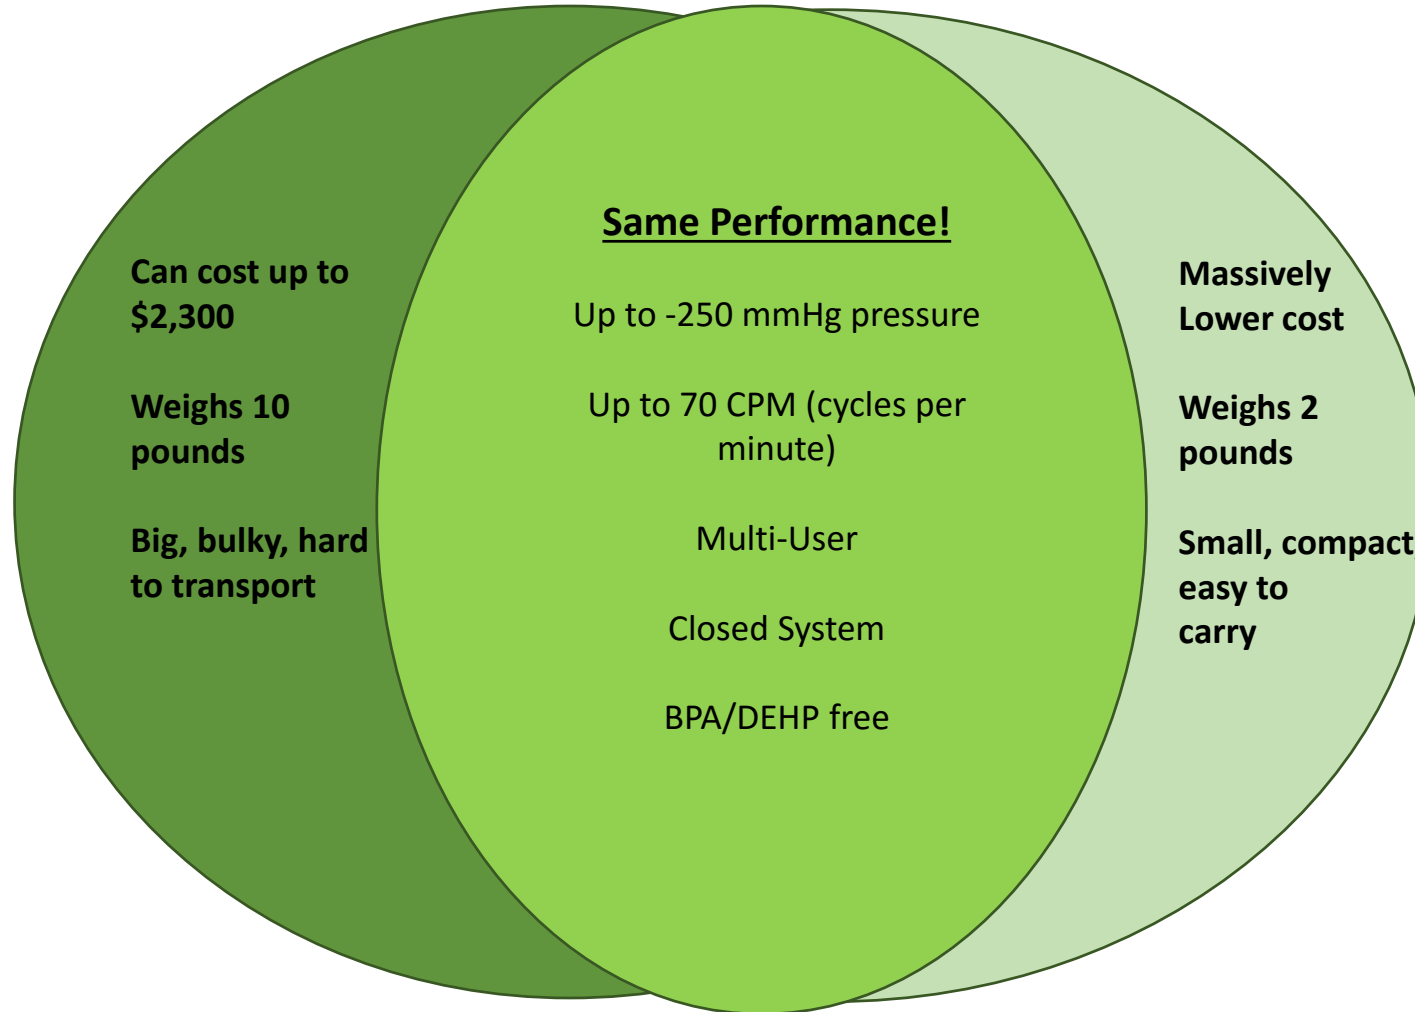 Can cost up to
$2,300
Weighs 10
pounds
Big, bulky, hard
to transport
Same Performance!
Up to -250 mmHg pressure
Up to 70 CPM (cycles per
minute)
Multi-User
Closed System
BPA/DEHP free
Massively
Lower cost
Weighs 2
pounds
Small, compact,
easy to
carry